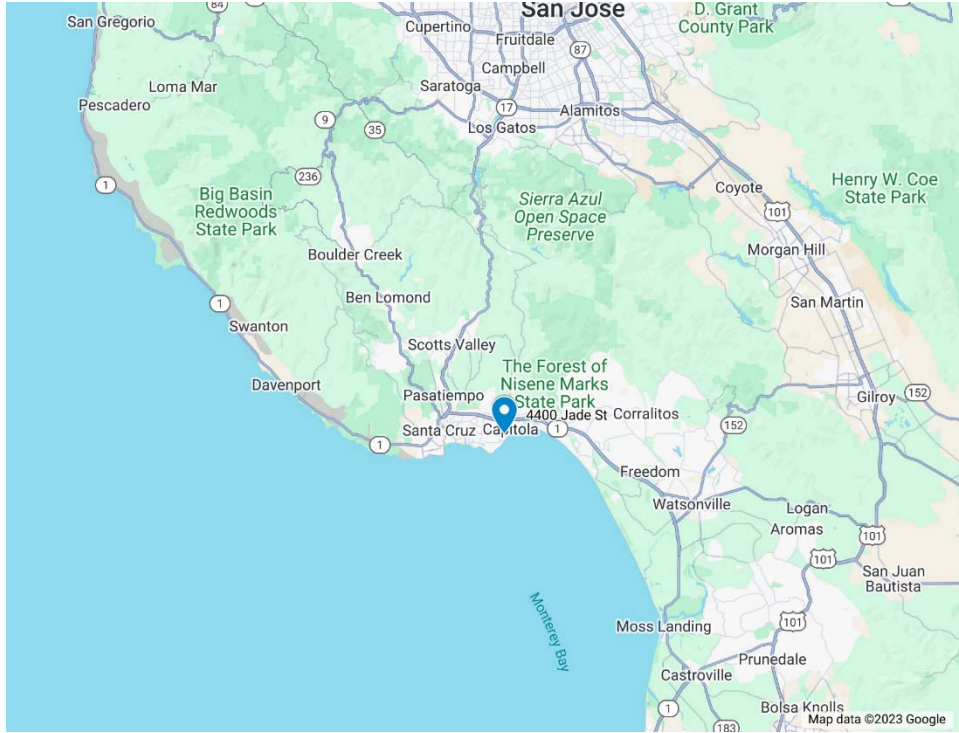 San Jose
D. Grant
County Park
84
San Gregorio
Cupertino
Fruitdale
87
Campbell
Loma Mar
Saratoga
Pescadero
17
Alamitos
9
35
Los Gatos
236
1
Big Basin
Redwoods
State Park
Sierra Azul
Open Space
Preserve
Coyote
Henry W. Coe
State Park
101
Morgan Hill
Boulder Creek
Ben Lomond
San Martin
1
Swanton
Scotts Valley
The Forest of
Nisene Marks
State Park
Davenport
Pasatiempo
Gilroy
152
4400 Jade St
Corralitos
152
Santa Cruz
Capitola
1
1
Freedom
Watsonville
Logan
Aromas
101
101
San Juan
Bautista
Monterey Bay
Moss Landing
101
Prunedale
Castroville
1
Bolsa Knolls
183
Map data ©2023 Google